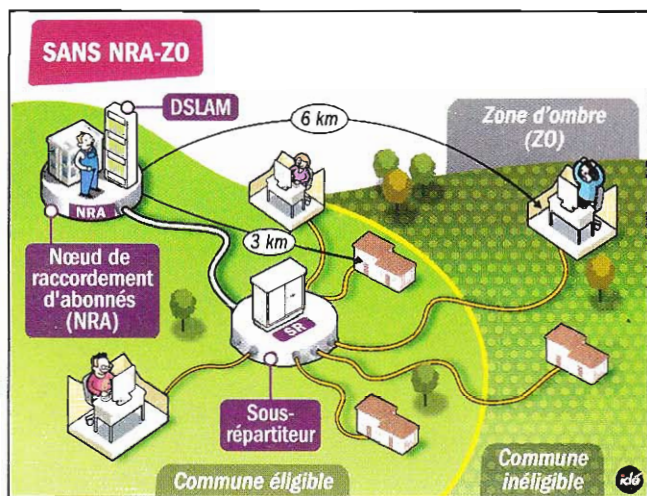 SANS NRA-ZO
DSLAM
6 km
Zone d'ombre
(ZO)
NRA
3 km
Nœud de
raccordement
d'abonnés
(NRA)
SR
Sous-
répartiteur
Commune éligible
Commune
inéligible
idé